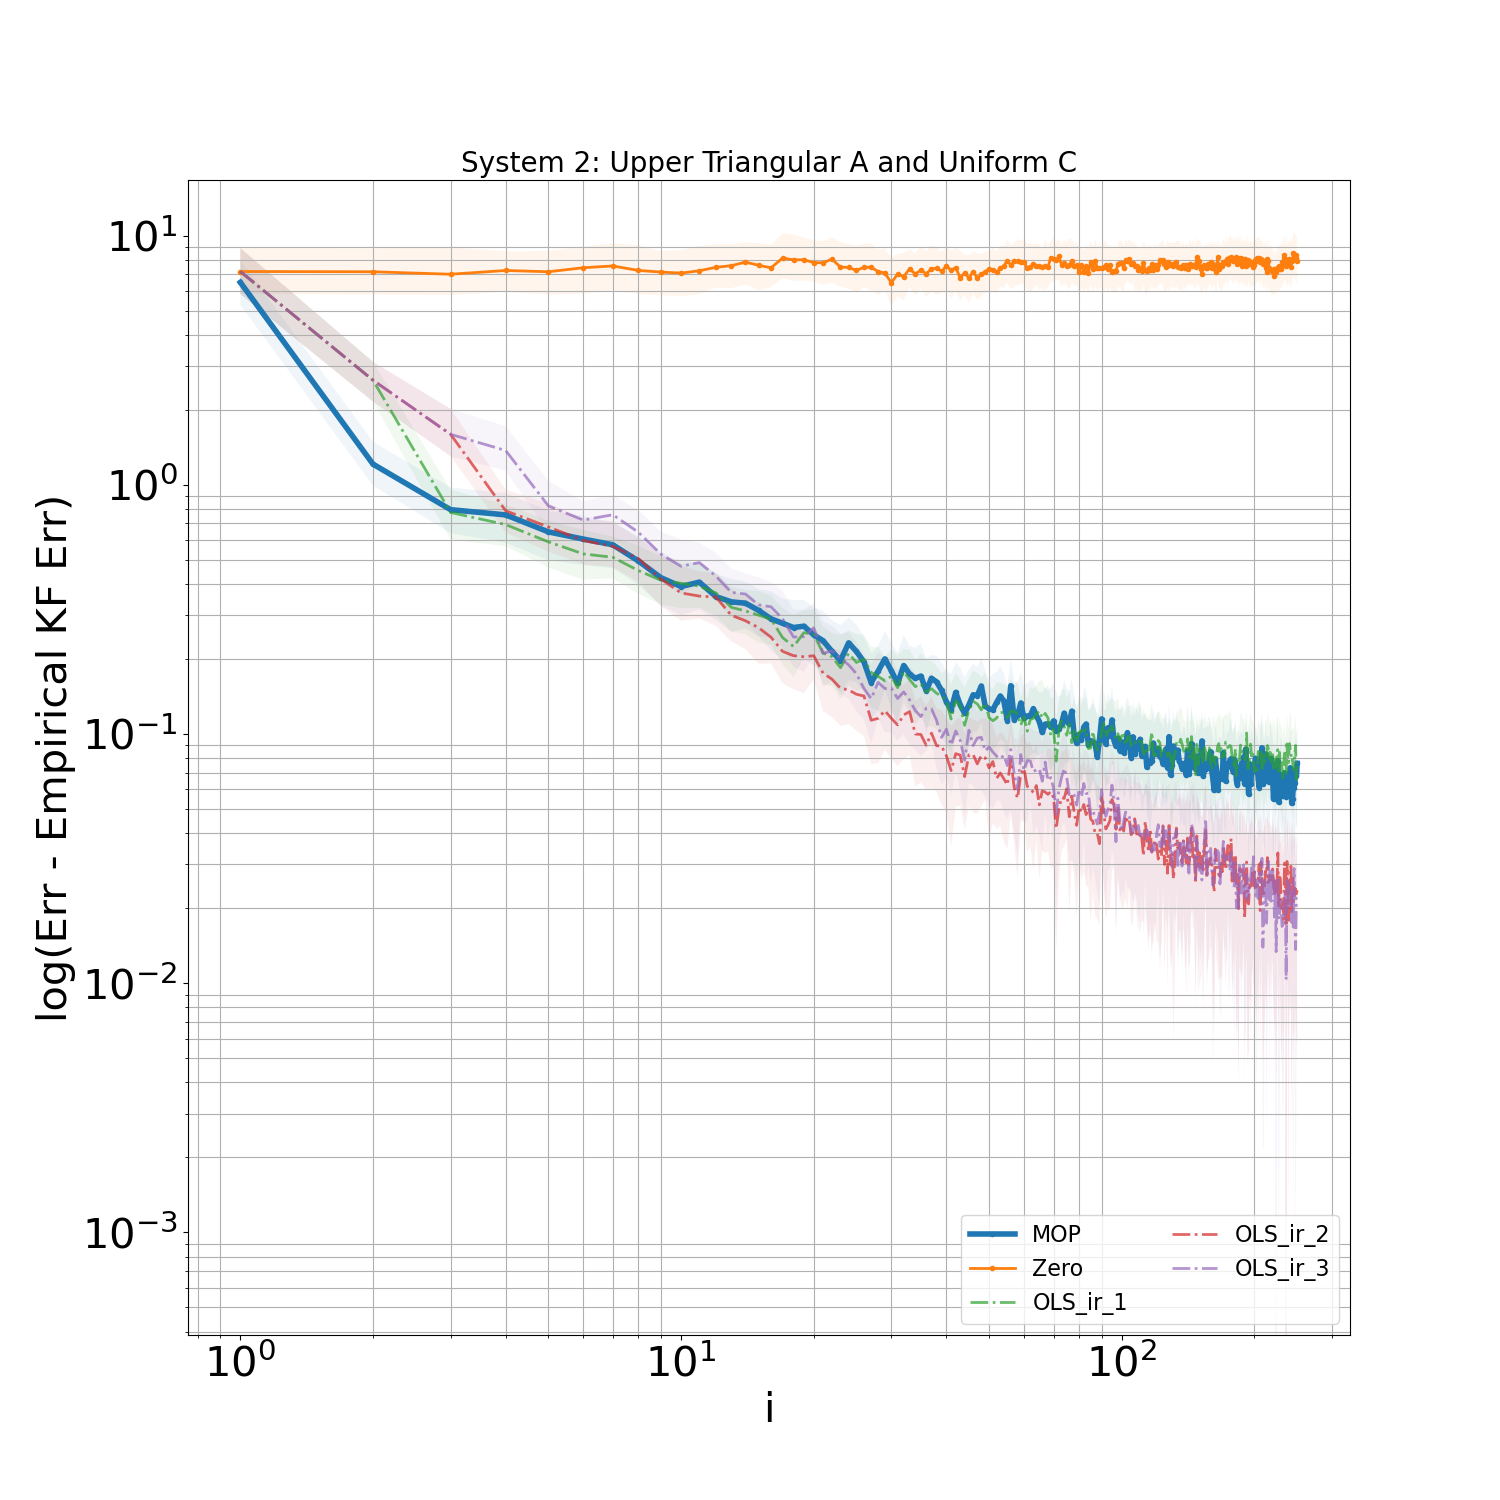 System 2: Upper Triangular A and Uniform C
log(Err - Empirical KF Err)
10^1
10^0
10^-1
10^-2
10^-3
10^0 10^1 10^2
i
MOP
Zero
OLS_ir_1
OLS_ir_2
OLS_ir_3